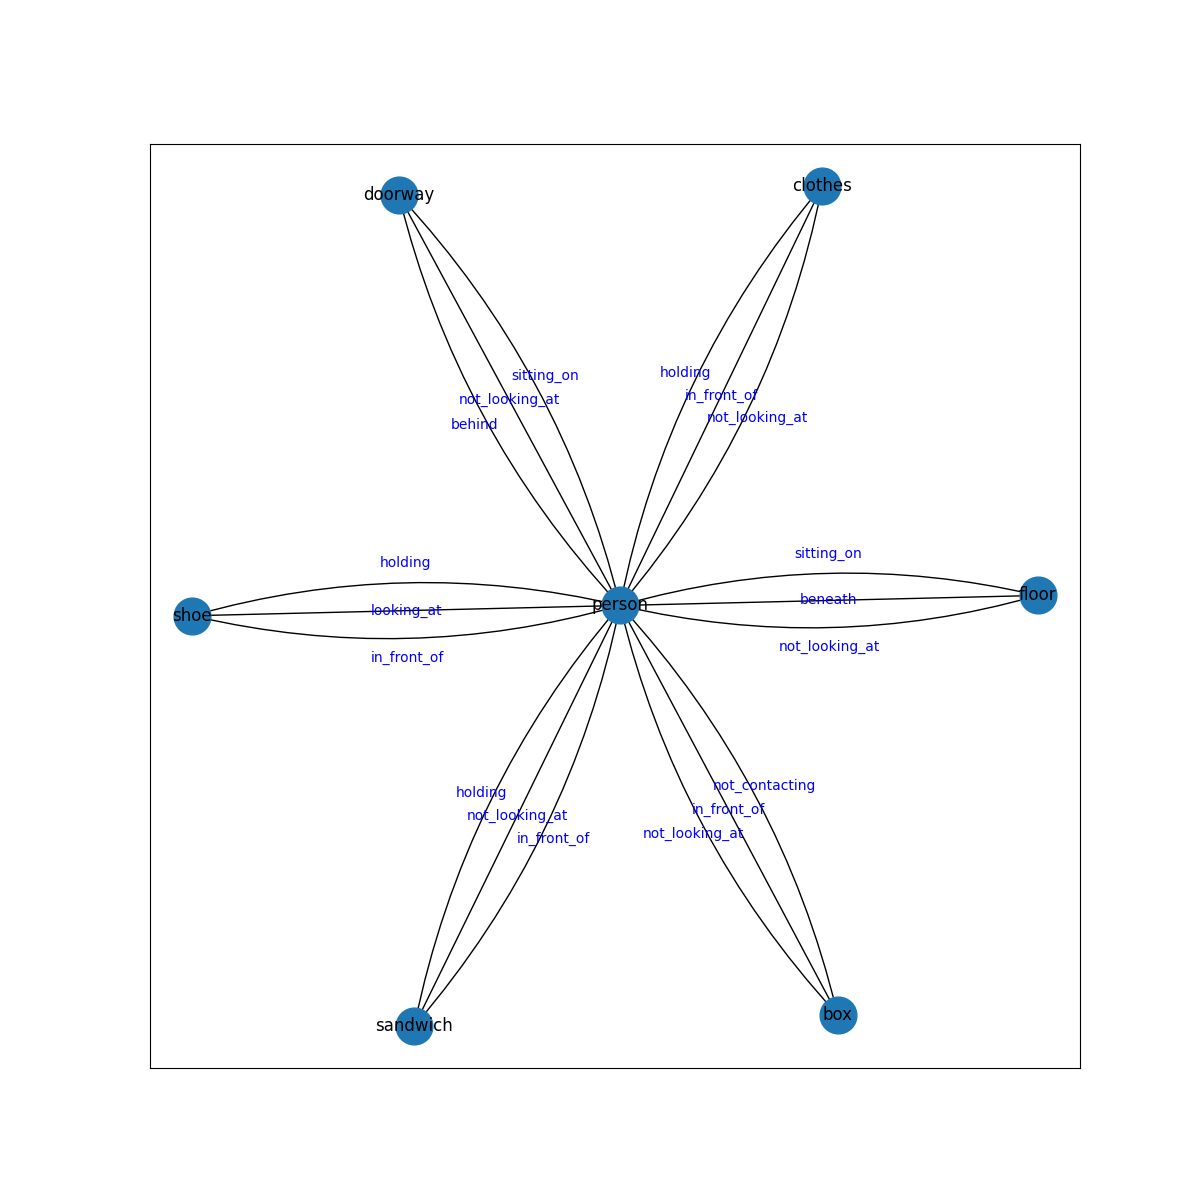 clothes
doorway
holding
sitting_on
in_front_of
not_looking_at
not_looking_at
behind
sitting_on
holding
floor
beneath
person
looking_at
shoe
not_looking_at
in_front_of
not_contacting
holding
in_front_of
not_looking_at
not_looking_at
in_front_of
box
sandwich